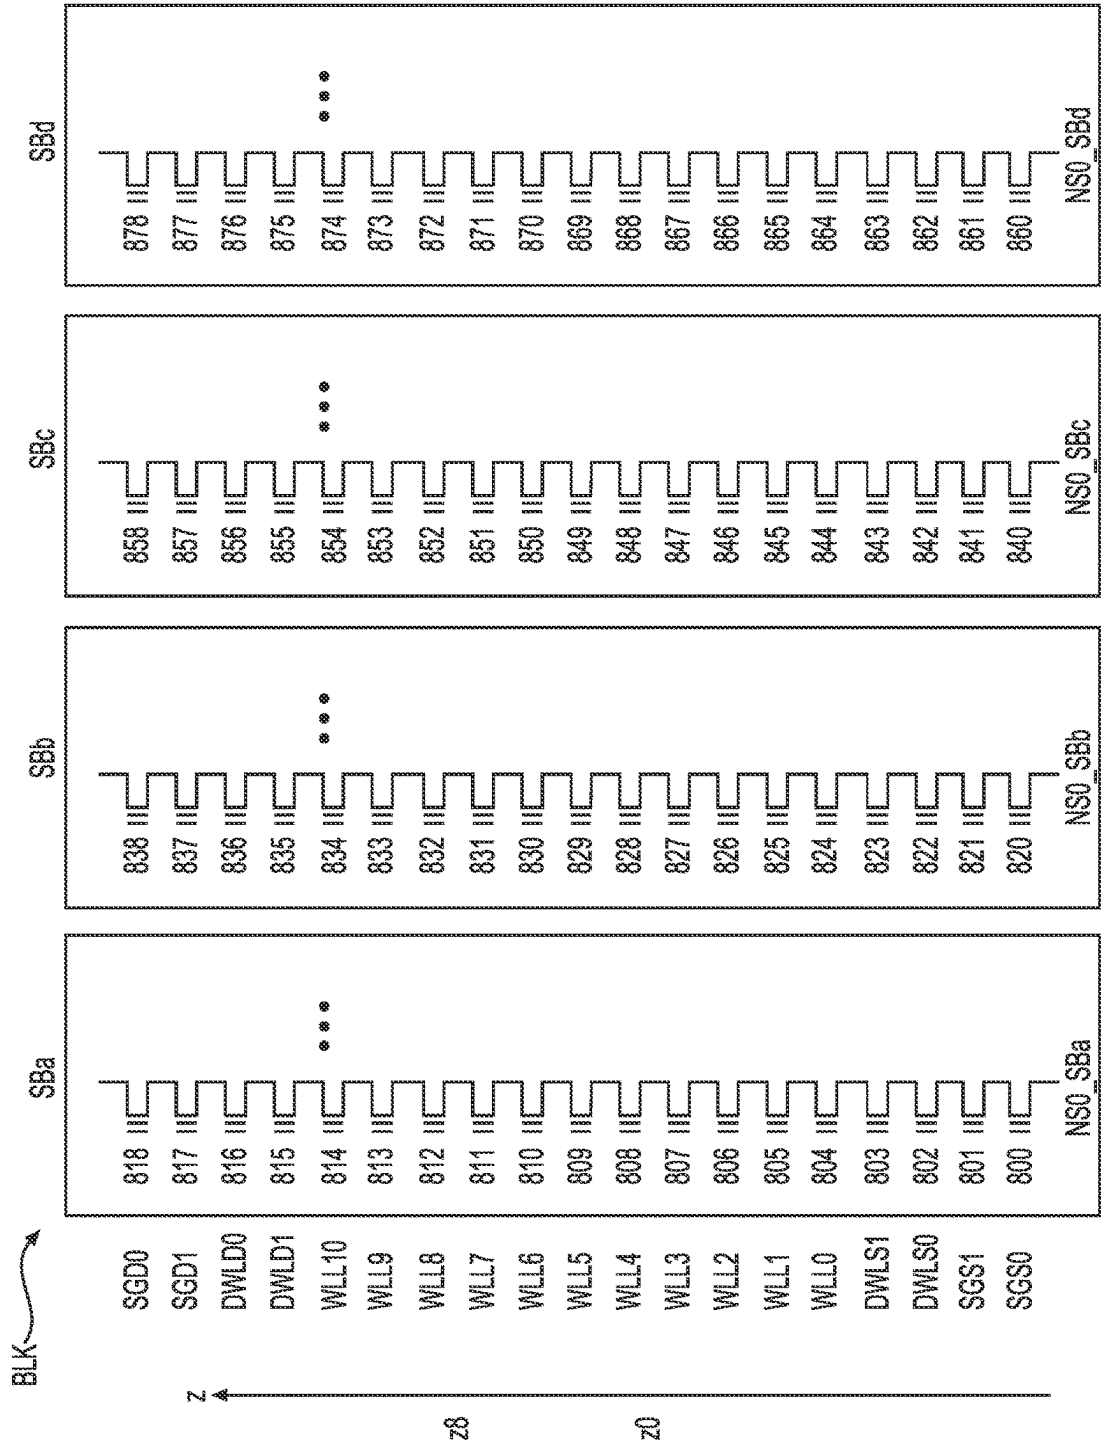 BLK
SBa SBb SBc SBd
SGD0 818 838 858 878
SGD1 817 837 857 877
z
DWLD0 816 836 856 876
DWLD1 815 835 855 875
WLL10 814 834 854 874
WLL9 813 833 853 873
WLL8 812 832 852 872
z8
WLL7 811 831 851 871
WLL6 810 830 850 870
WLL5 809 829 849 869
WLL4 808 828 848 868
z0
WLL3 807 827 847 867
WLL2 806 826 846 866
WLL1 805 825 845 865
WLL0 804 824 844 864
DWLS1 803 823 843 863
DWLS0 802 822 842 862
SGS1 801 821 841 861
SGS0 800 820 840 860
NS0_SBa NS0_SBb NS0_SBc NS0_SBd